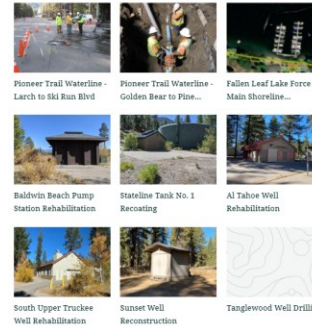 Pioneer Trail Waterline -
Larch to Ski Run Blvd
Pioneer Trail Waterline -
Golden Bear to Pine...
Fallen Leaf Lake Force
Main Shoreline...
Baldwin Beach Pump
Station Rehabilitation
Stateline Tank No. 1
Recoating
Al Tahoe Well
Rehabilitation
South Upper Truckee
Well Rehabilitation
Sunset Well
Reconstruction
Tanglewood Well Drilli